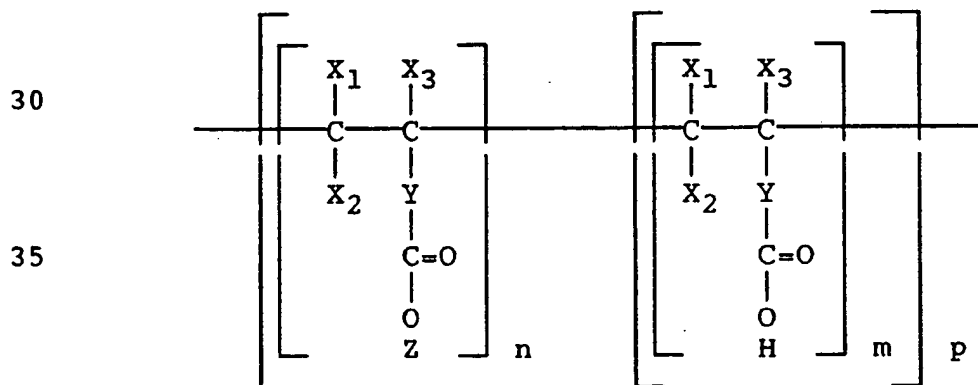 X1 X3 X1 X3
30
C C C C
X2 Y X2 Y
35 C=O C=O
O O
Z n H m p